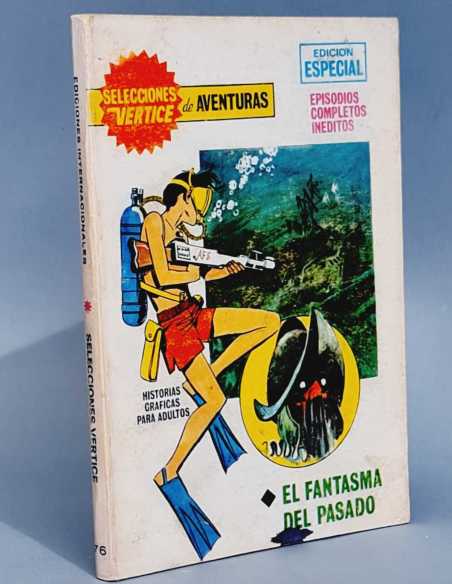 SELECCIONES
VERTICE
de AVENTURAS
EDICION
ESPECIAL
EPISODIOS
COMPLETOS
INEDITOS
AFS
HISTORIAS
GRAFICAS
PARA ADULTOS
EL FANTASMA
DEL PASADO
EDICIONES INTERNACIONALES * SELECCIONES VERTICE
76